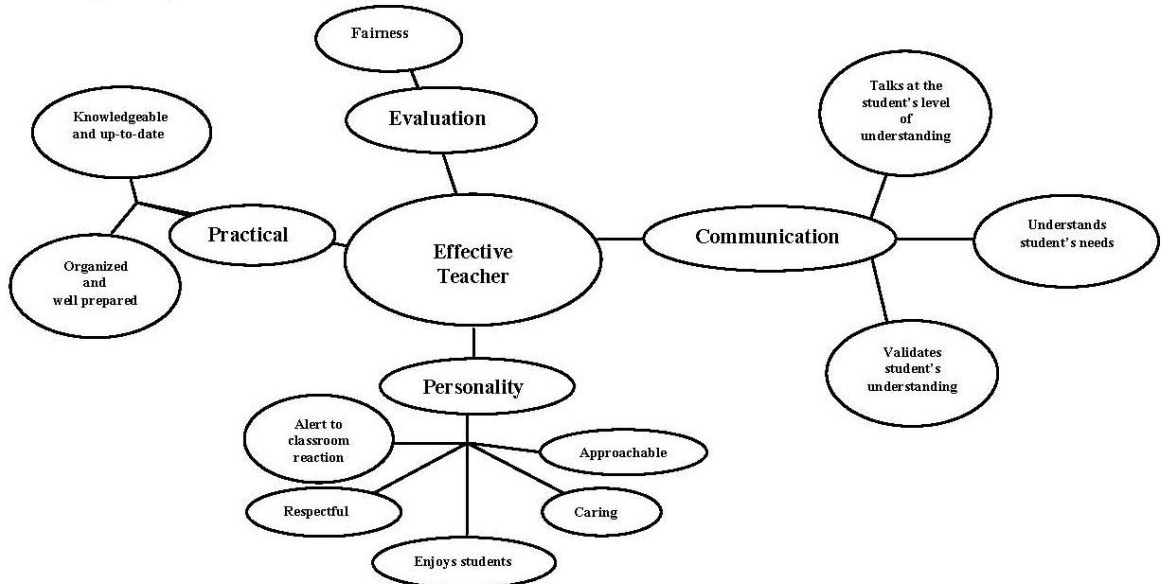 Fairness
Evaluation
Knowledgeable
and up-to-date
Practical
Organized
and
well prepared
Effective
Teacher
Communication
Talks at the
student's level
of
understanding
Understands
student's needs
Validates
student's
understanding
Personality
Alert to
classroom
reaction
Approachable
Respectful
Caring
Enjoys students